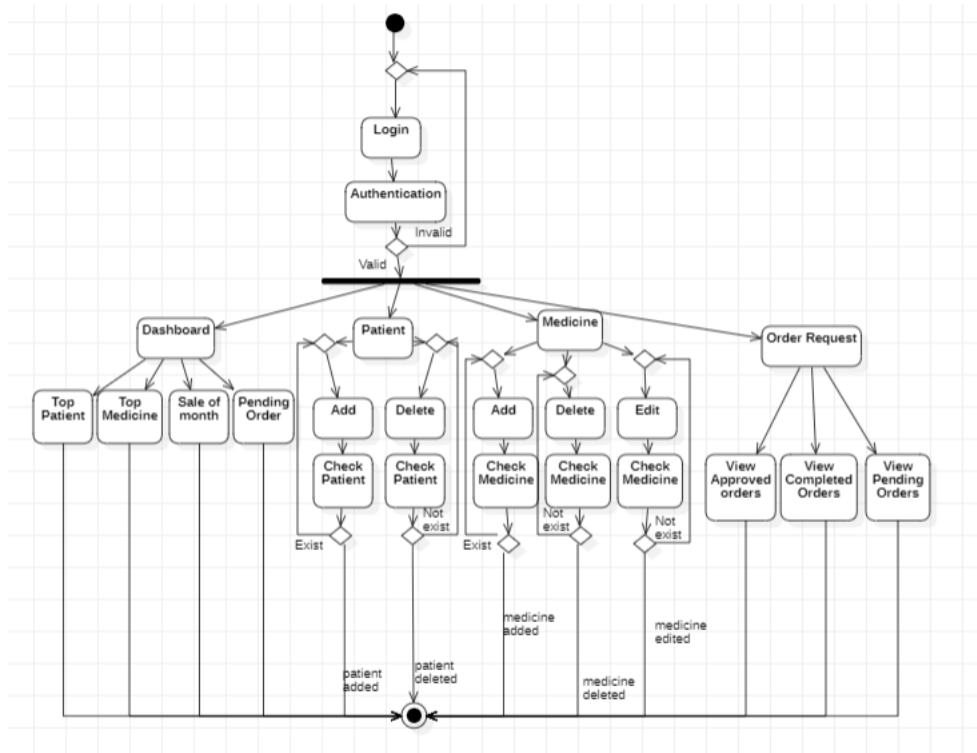 Login
Authentication
Invalid
Valid
Dashboard
Patient
Medicine
Order Request
Top
Patient
Top
Medicine
Sale of
month
Pending
Order
Add
Delete
Add
Delete
Edit
Check
Patient
Check
Patient
Check
Medicine
Check
Medicine
Check
Medicine
View
Approved
orders
View
Completed
Orders
View
Pending
Orders
Exist
Not
exist
Exist
Not
exist
Not
exist
medicine
added
medicine
edited
patient
added
patient
deleted
medicine
deleted